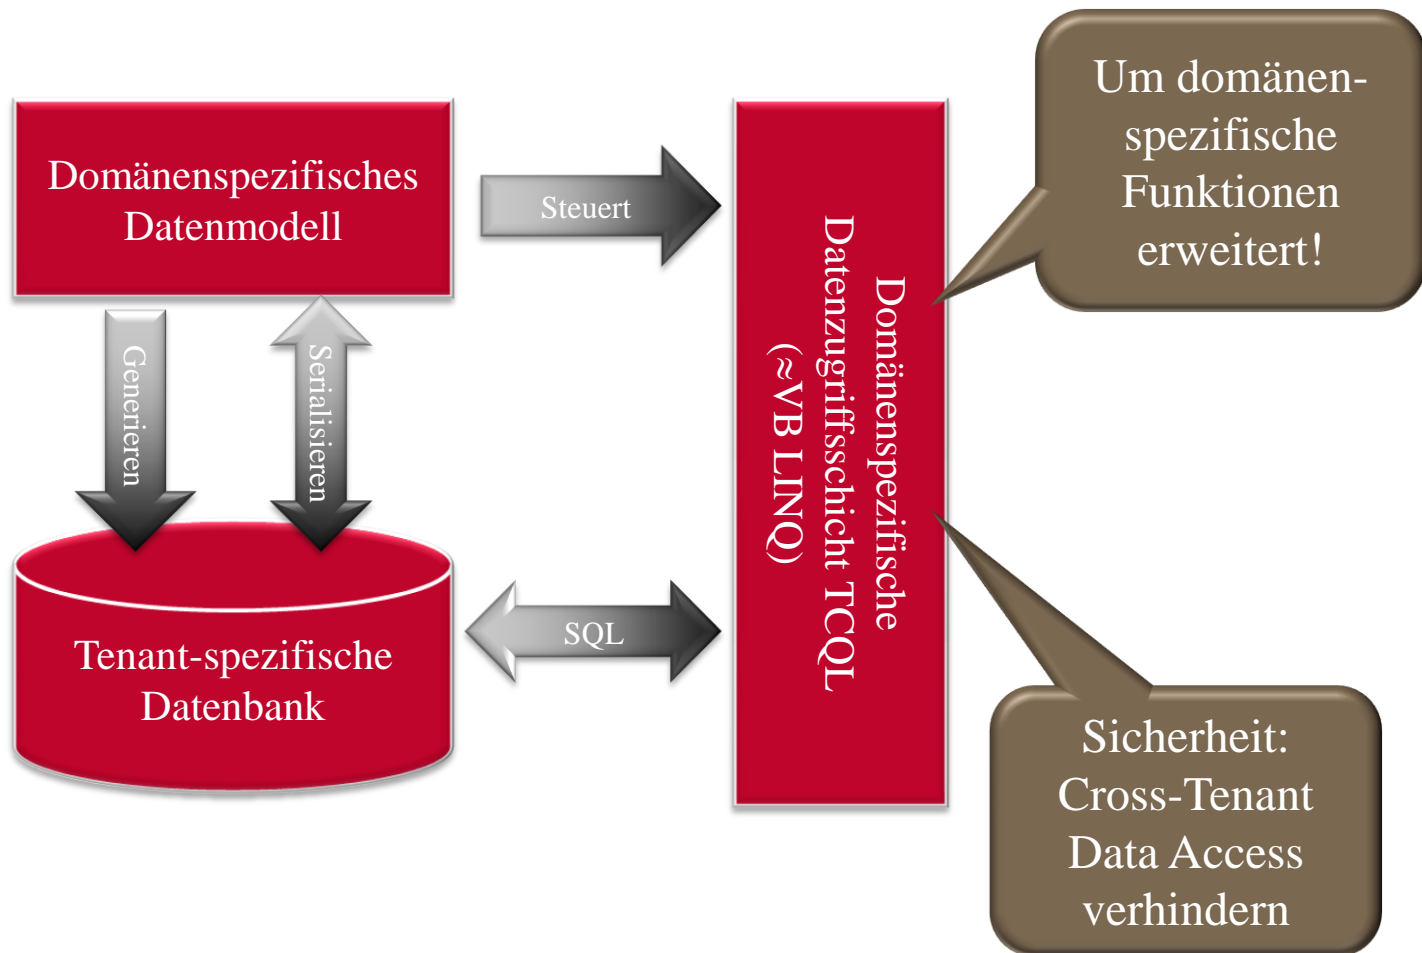 Domänenspezifisches
Datenmodell
Steuert
Um domänen-
spezifische
Funktionen
erweitert!
Generieren
Serialisieren
Domänenspezifische
Datenzugriffsschicht TCQL
(≈VB LINQ)
Tenant-spezifische
Datenbank
SQL
Sicherheit:
Cross-Tenant
Data Access
verhindern